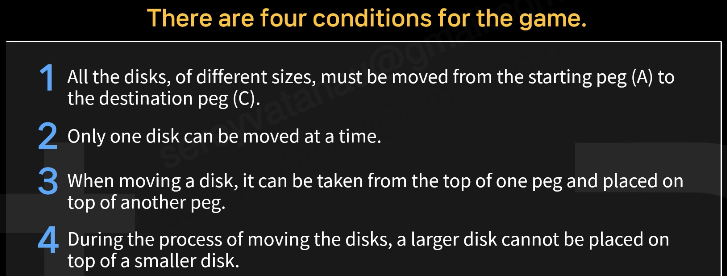 There are four conditions for the game.
1 All the disks, of different sizes, must be moved from the starting peg (A) to
the destination peg (C).
2 Only one disk can be moved at a time.
3 When moving a disk, it can be taken from the top of one peg and placed on
top of another peg.
4 During the process of moving the disks, a larger disk cannot be placed on
top of a smaller disk.